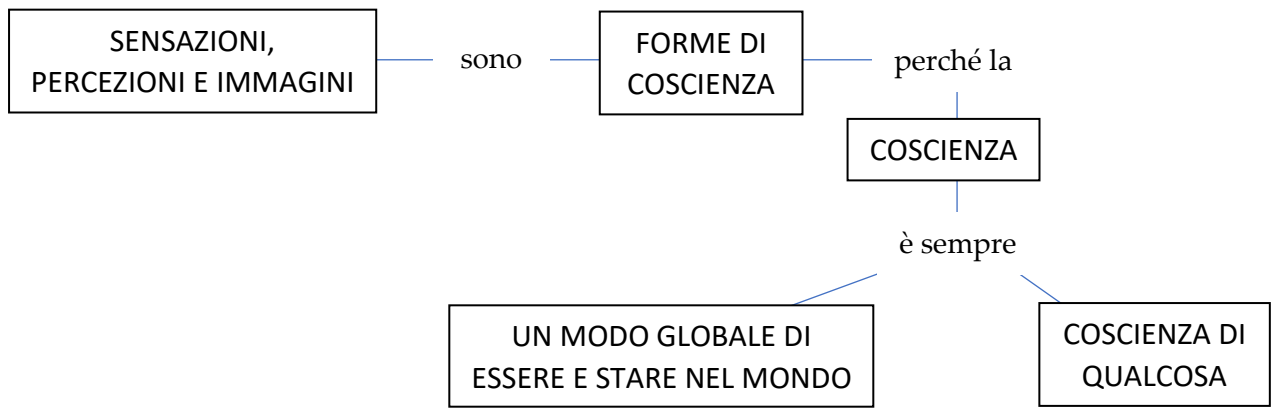 SENSAZIONI,
PERCEZIONI E IMMAGINI
sono
FORME DI
COSCIENZA
perché la
COSCIENZA
è sempre
UN MODO GLOBALE DI
ESSERE E STARE NEL MONDO
COSCIENZA DI
QUALCOSA